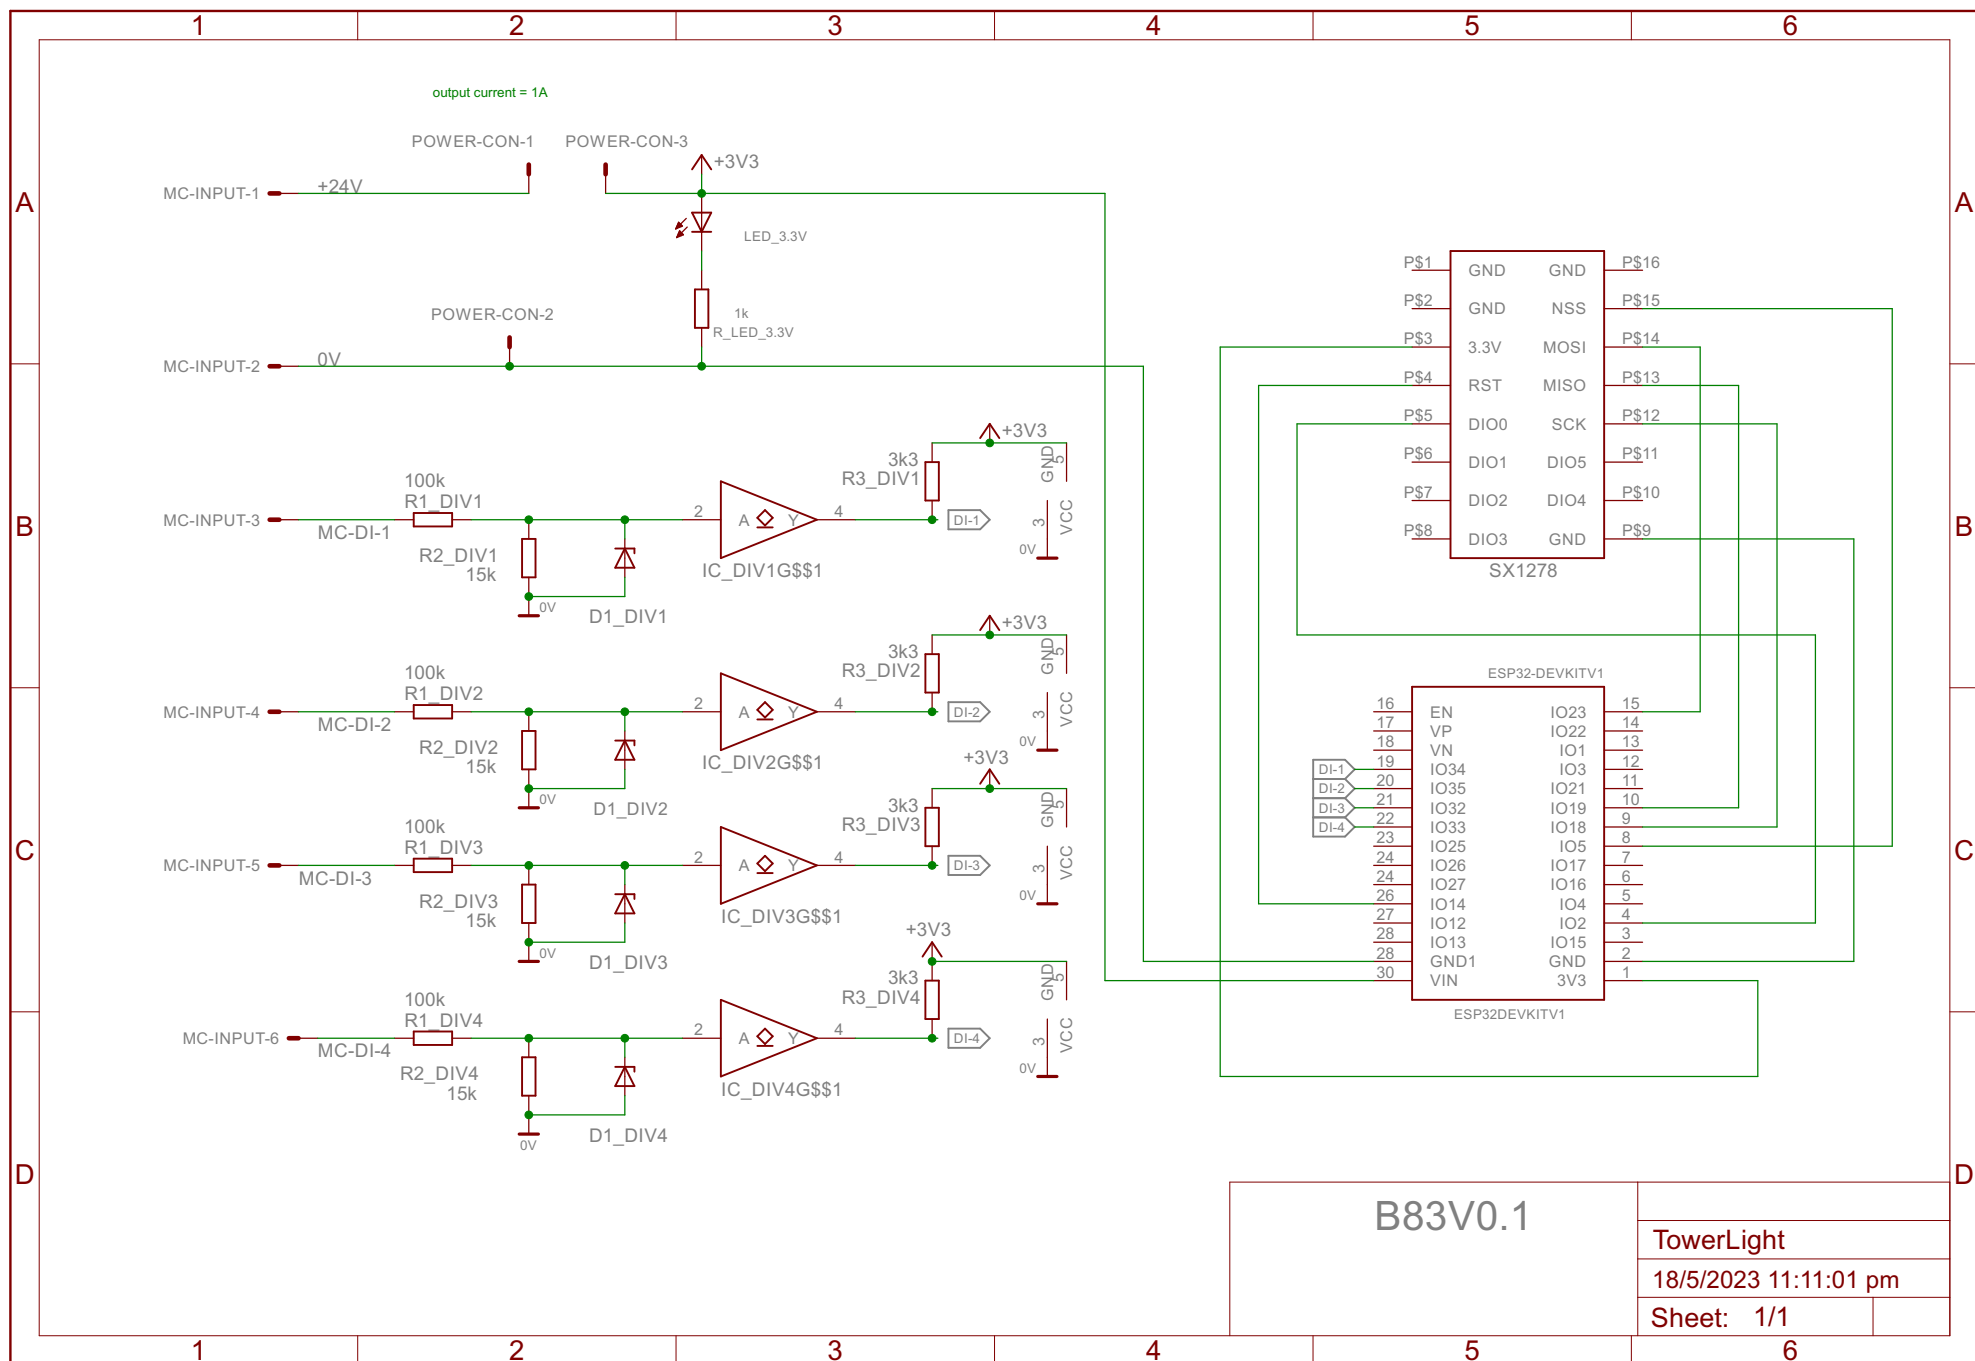 1 2 3 4 5 6
output current = 1A
POWER-CON-1 POWER-CON-3
+3V3
MC-INPUT-1 +24V
A A
LED_3.3V
1k
R_LED_3.3V
POWER-CON-2
MC-INPUT-2 0V
P$1 GND GND P$16
P$2 GND NSS P$15
P$3 3.3V MOSI P$14
P$4 RST MISO P$13
P$5 DIO0 SCK P$12
P$6 DIO1 DIO5 P$11
P$7 DIO2 DIO4 P$10
P$8 DIO3 GND P$9
SX1278
B B
+3V3
100k
R1_DIV1
3k3
R3_DIV1
GND 5
MC-INPUT-3
MC-DI-1
2 A Y 4
DI-1
3 VCC
0V
R2_DIV1
15k
0V
D1_DIV1
IC_DIV1G$$1
+3V3
100k
R1_DIV2
3k3
R3_DIV2
GND 5
MC-INPUT-4
MC-DI-2
2 A Y 4
DI-2
3 VCC
0V
R2_DIV2
15k
0V
D1_DIV2
IC_DIV2G$$1
+3V3
100k
R1_DIV3
3k3
R3_DIV3
GND 5
C C
MC-INPUT-5
MC-DI-3
2 A Y 4
DI-3
3 VCC
0V
R2_DIV3
15k
0V
D1_DIV3
IC_DIV3G$$1
+3V3
100k
R1_DIV4
3k3
R3_DIV4
GND 5
MC-INPUT-6
MC-DI-4
2 A Y 4
DI-4
3 VCC
0V
R2_DIV4
15k
0V
D1_DIV4
IC_DIV4G$$1
ESP32-DEVKITV1
16 EN IO23 15
17 VP IO22 14
18 VN IO1 13
DI-1 19 IO34 IO3 12
DI-2 20 IO35 IO21 11
DI-3 21 IO32 IO19 10
DI-4 22 IO33 IO18 9
23 IO25 IO5 8
24 IO26 IO17 7
24 IO27 IO16 6
26 IO14 IO4 5
27 IO12 IO2 4
28 IO13 IO15 3
28 GND1 GND 2
30 VIN 3V3 1
ESP32DEVKITV1
D D
B83V0.1
TowerLight
18/5/2023 11:11:01 pm
Sheet: 1/1
1 2 3 4 5 6